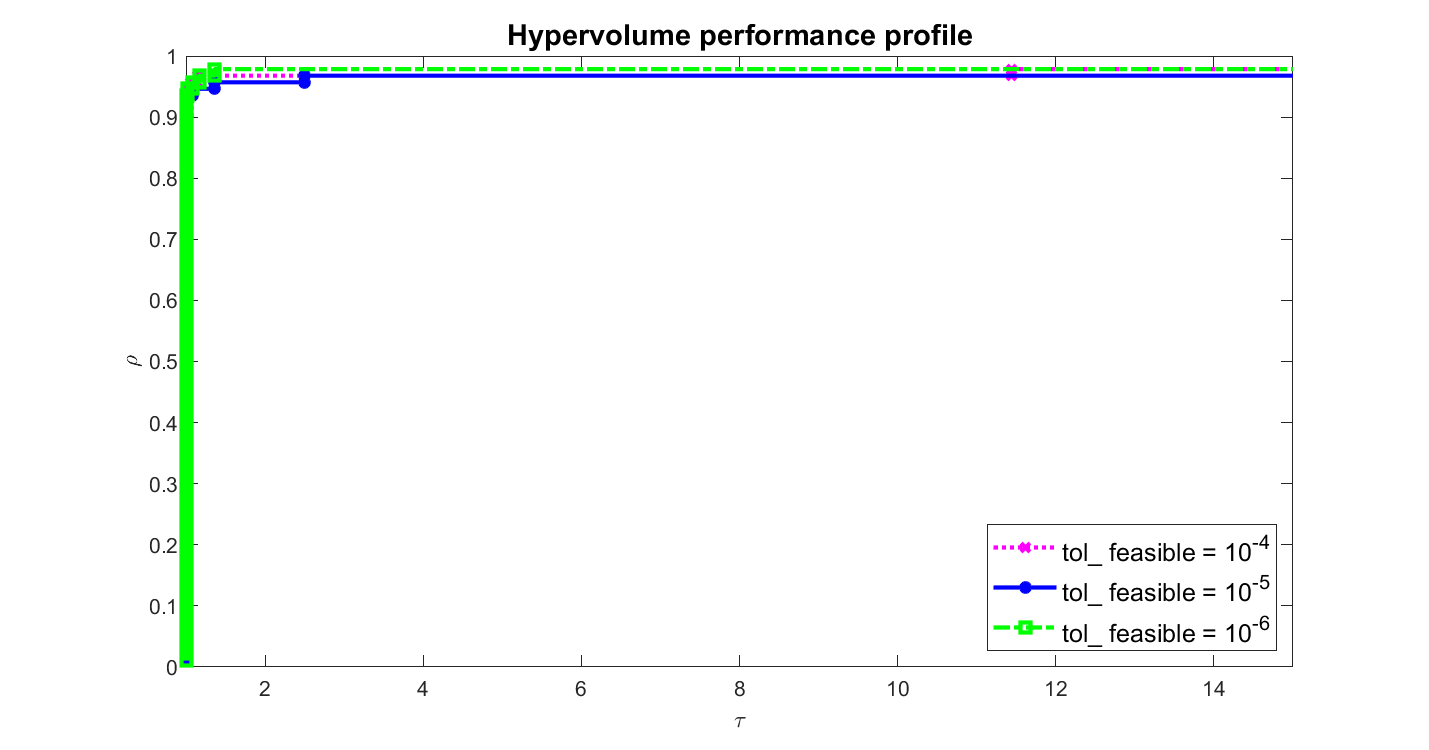 Hypervolume performance profile
1
0.9
0.8
0.7
0.6
0.5
0.4
0.3
0.2
0.1
0
ρ
2 4 6 8 10 12 14
τ
tol_ feasible = 10^-4
tol_ feasible = 10^-5
tol_ feasible = 10^-6